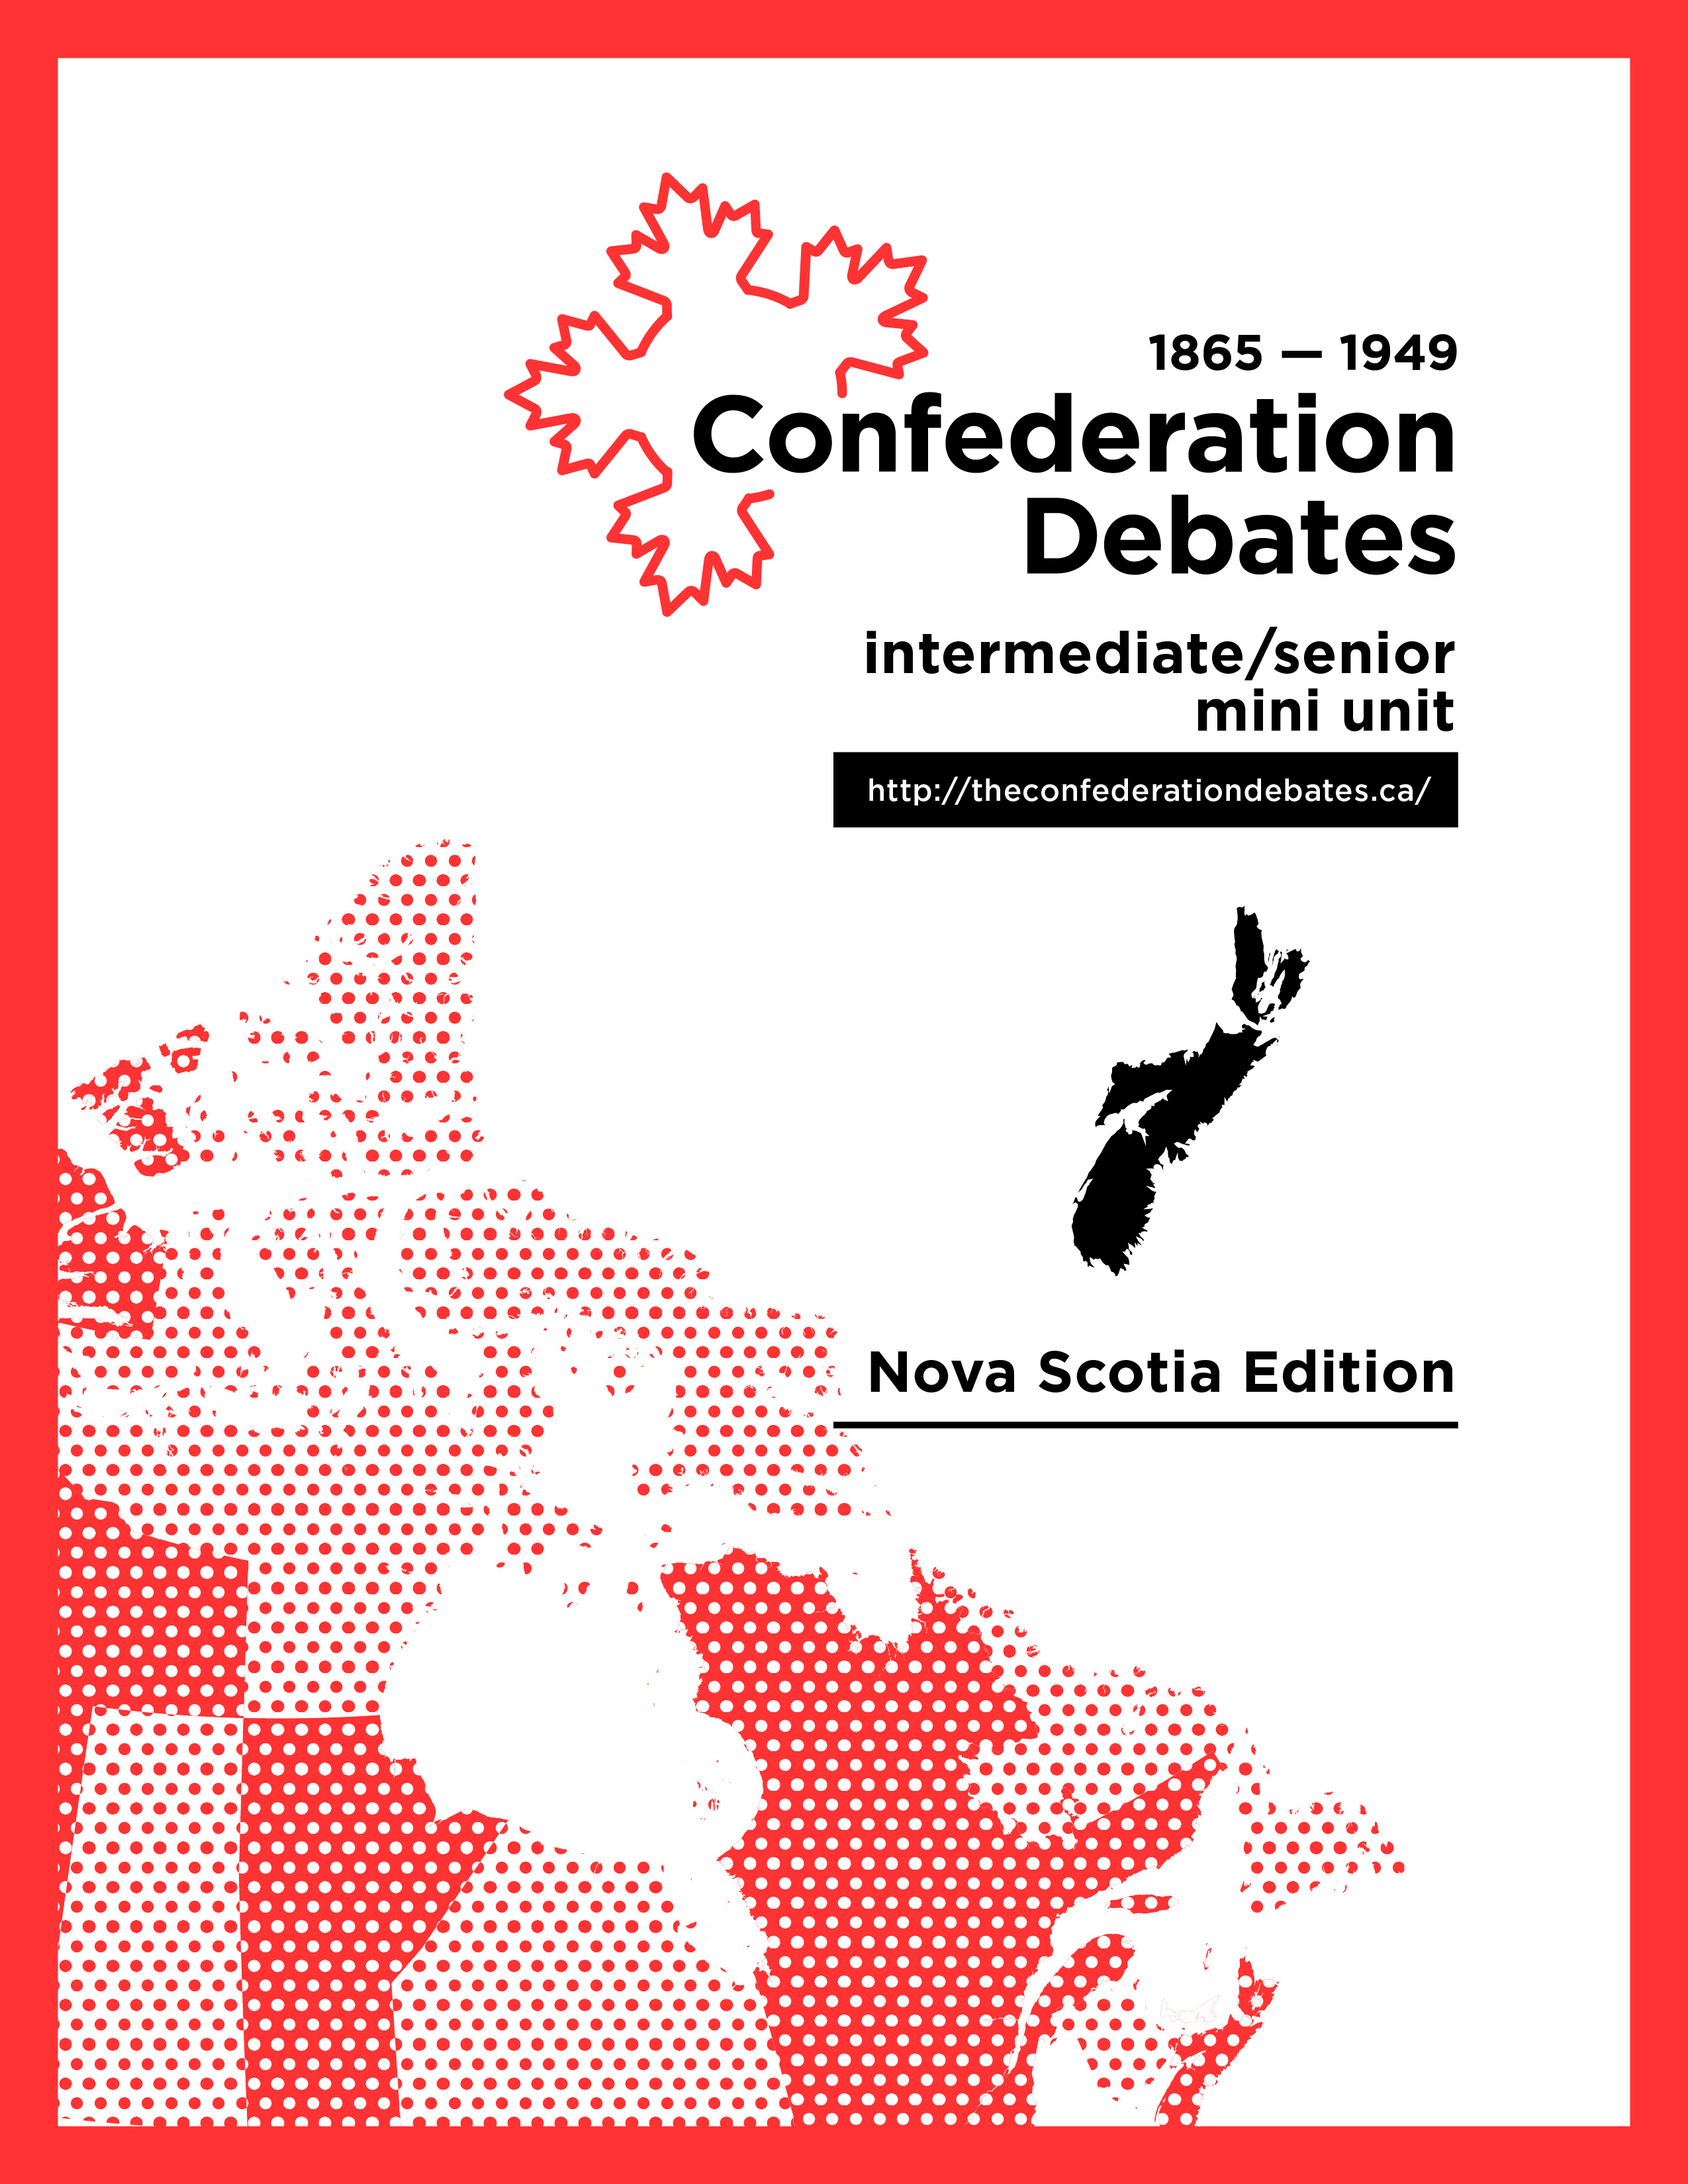 1865 — 1949
Confederation
Debates
intermediate/senior
mini unit
http://theconfederationdebates.ca/
Nova Scotia Edition